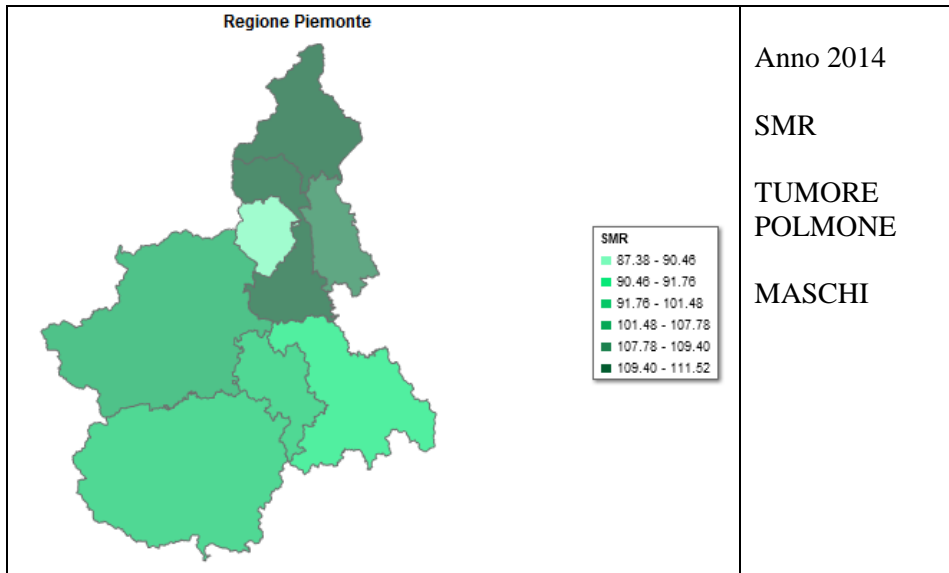 Regione Piemonte
SMR
87.38 - 90.46
90.46 - 91.76
91.76 - 101.48
101.48 - 107.78
107.78 - 109.40
109.40 - 111.52
Anno 2014
SMR
TUMORE
POLMONE
MASCHI